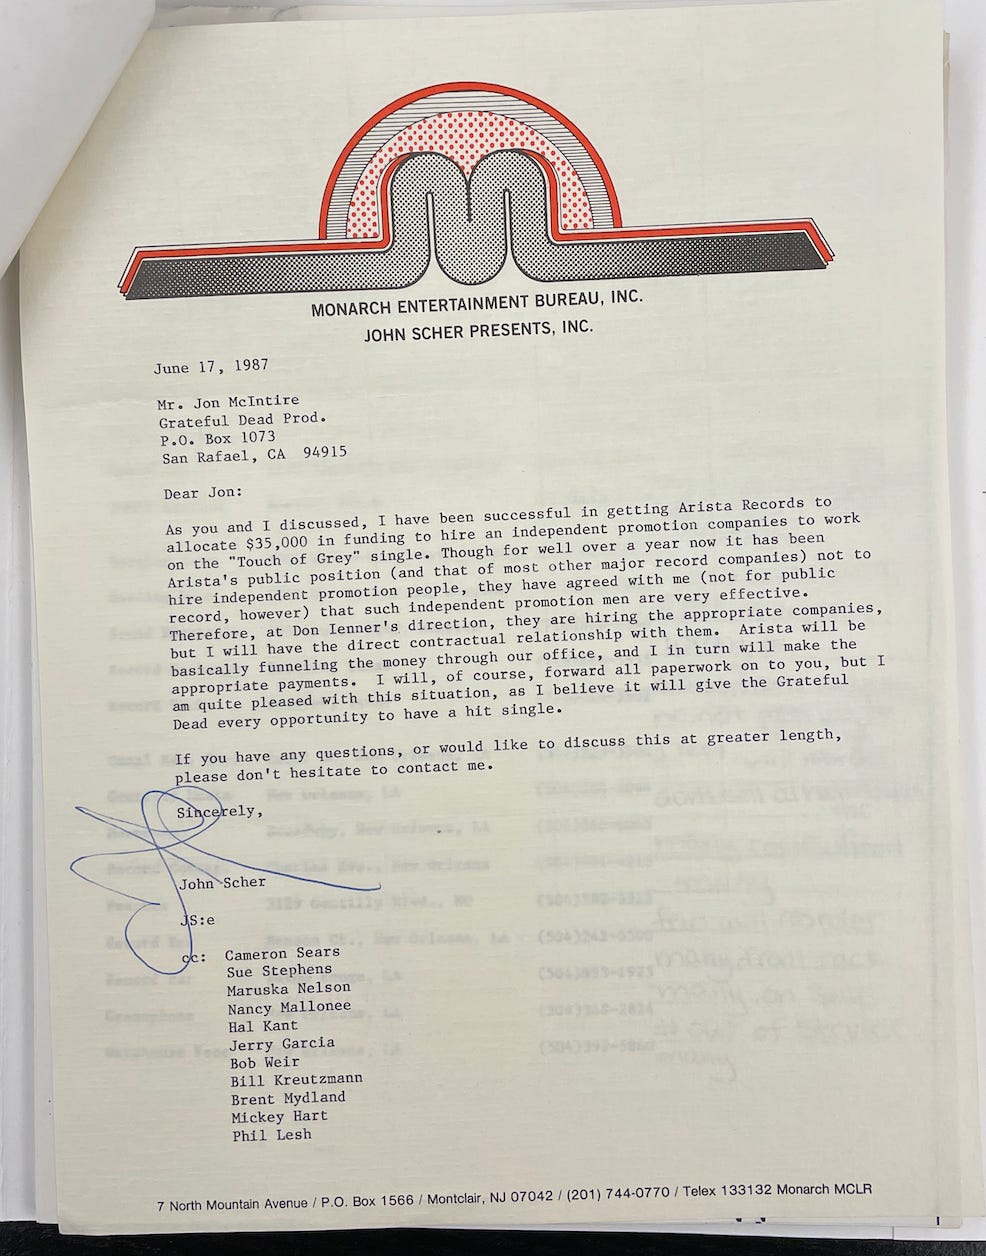 MONARCH ENTERTAINMENT BUREAU, INC.
JOHN SCHER PRESENTS, INC.
June 17, 1987
Mr. Jon McIntire
Grateful Dead Prod.
P.O. Box 1073
San Rafael, CA 94915
Dear Jon:
As you and I discussed, I have been successful in getting Arista Records to
allocate $35,000 in funding to hire an independent promotion companies to work
on the "Touch of Grey" single. Though for well over a year now it has been
Arista's public position (and that of most other major record companies) not to
hire independent promotion people, they have agreed with me (not for public
record, however) that such independent promotion men are very effective.
Therefore, at Don Ienner's direction, they are hiring the appropriate companies,
but I will have the direct contractual relationship with them. Arista will be
basically funneling the money through our office, and I in turn will make the
appropriate payments. I will, of course, forward all paperwork on to you, but I
am quite pleased with this situation, as I believe it will give the Grateful
Dead every opportunity to have a hit single.
If you have any questions, or would like to discuss this at greater length,
please don't hesitate to contact me.
Sincerely,
John Scher
JS:e
cc: Cameron Sears
Sue Stephens
Maruska Nelson
Nancy Mallonee
Hal Kant
Jerry Garcia
Bob Weir
Bill Kreutzmann
Brent Mydland
Mickey Hart
Phil Lesh
7 North Mountain Avenue / P.O. Box 1566 / Montclair, NJ 07042 / (201) 744-0770 / Telex 133132 Monarch MCLR